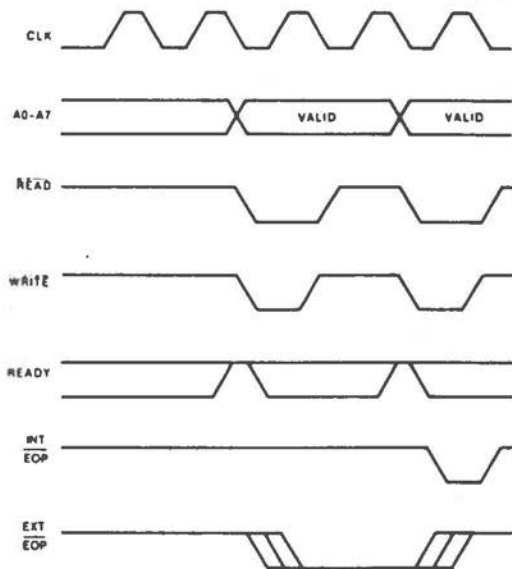 CLK
A0-A7
VALID
VALID
READ
WRITE
READY
INT
EOP
EXT
EOP